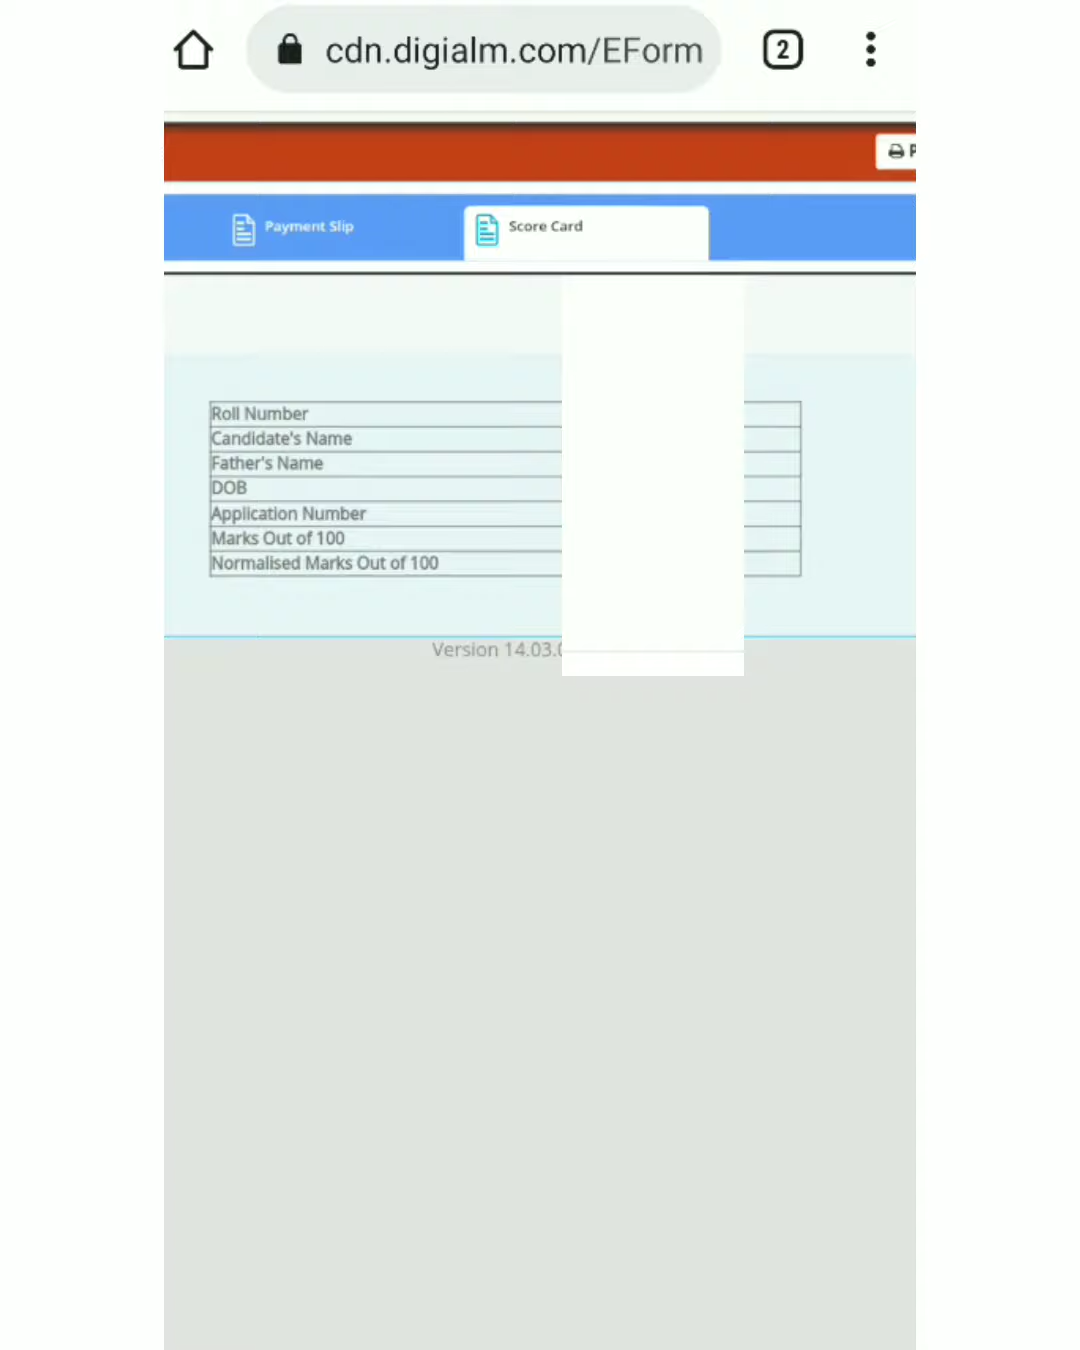 cdn.digialm.com/EForm
2
Payment Slip
Score Card
Roll Number
Candidate's Name
Father's Name
DOB
Application Number
Marks Out of 100
Normalised Marks Out of 100
Version 14.03.